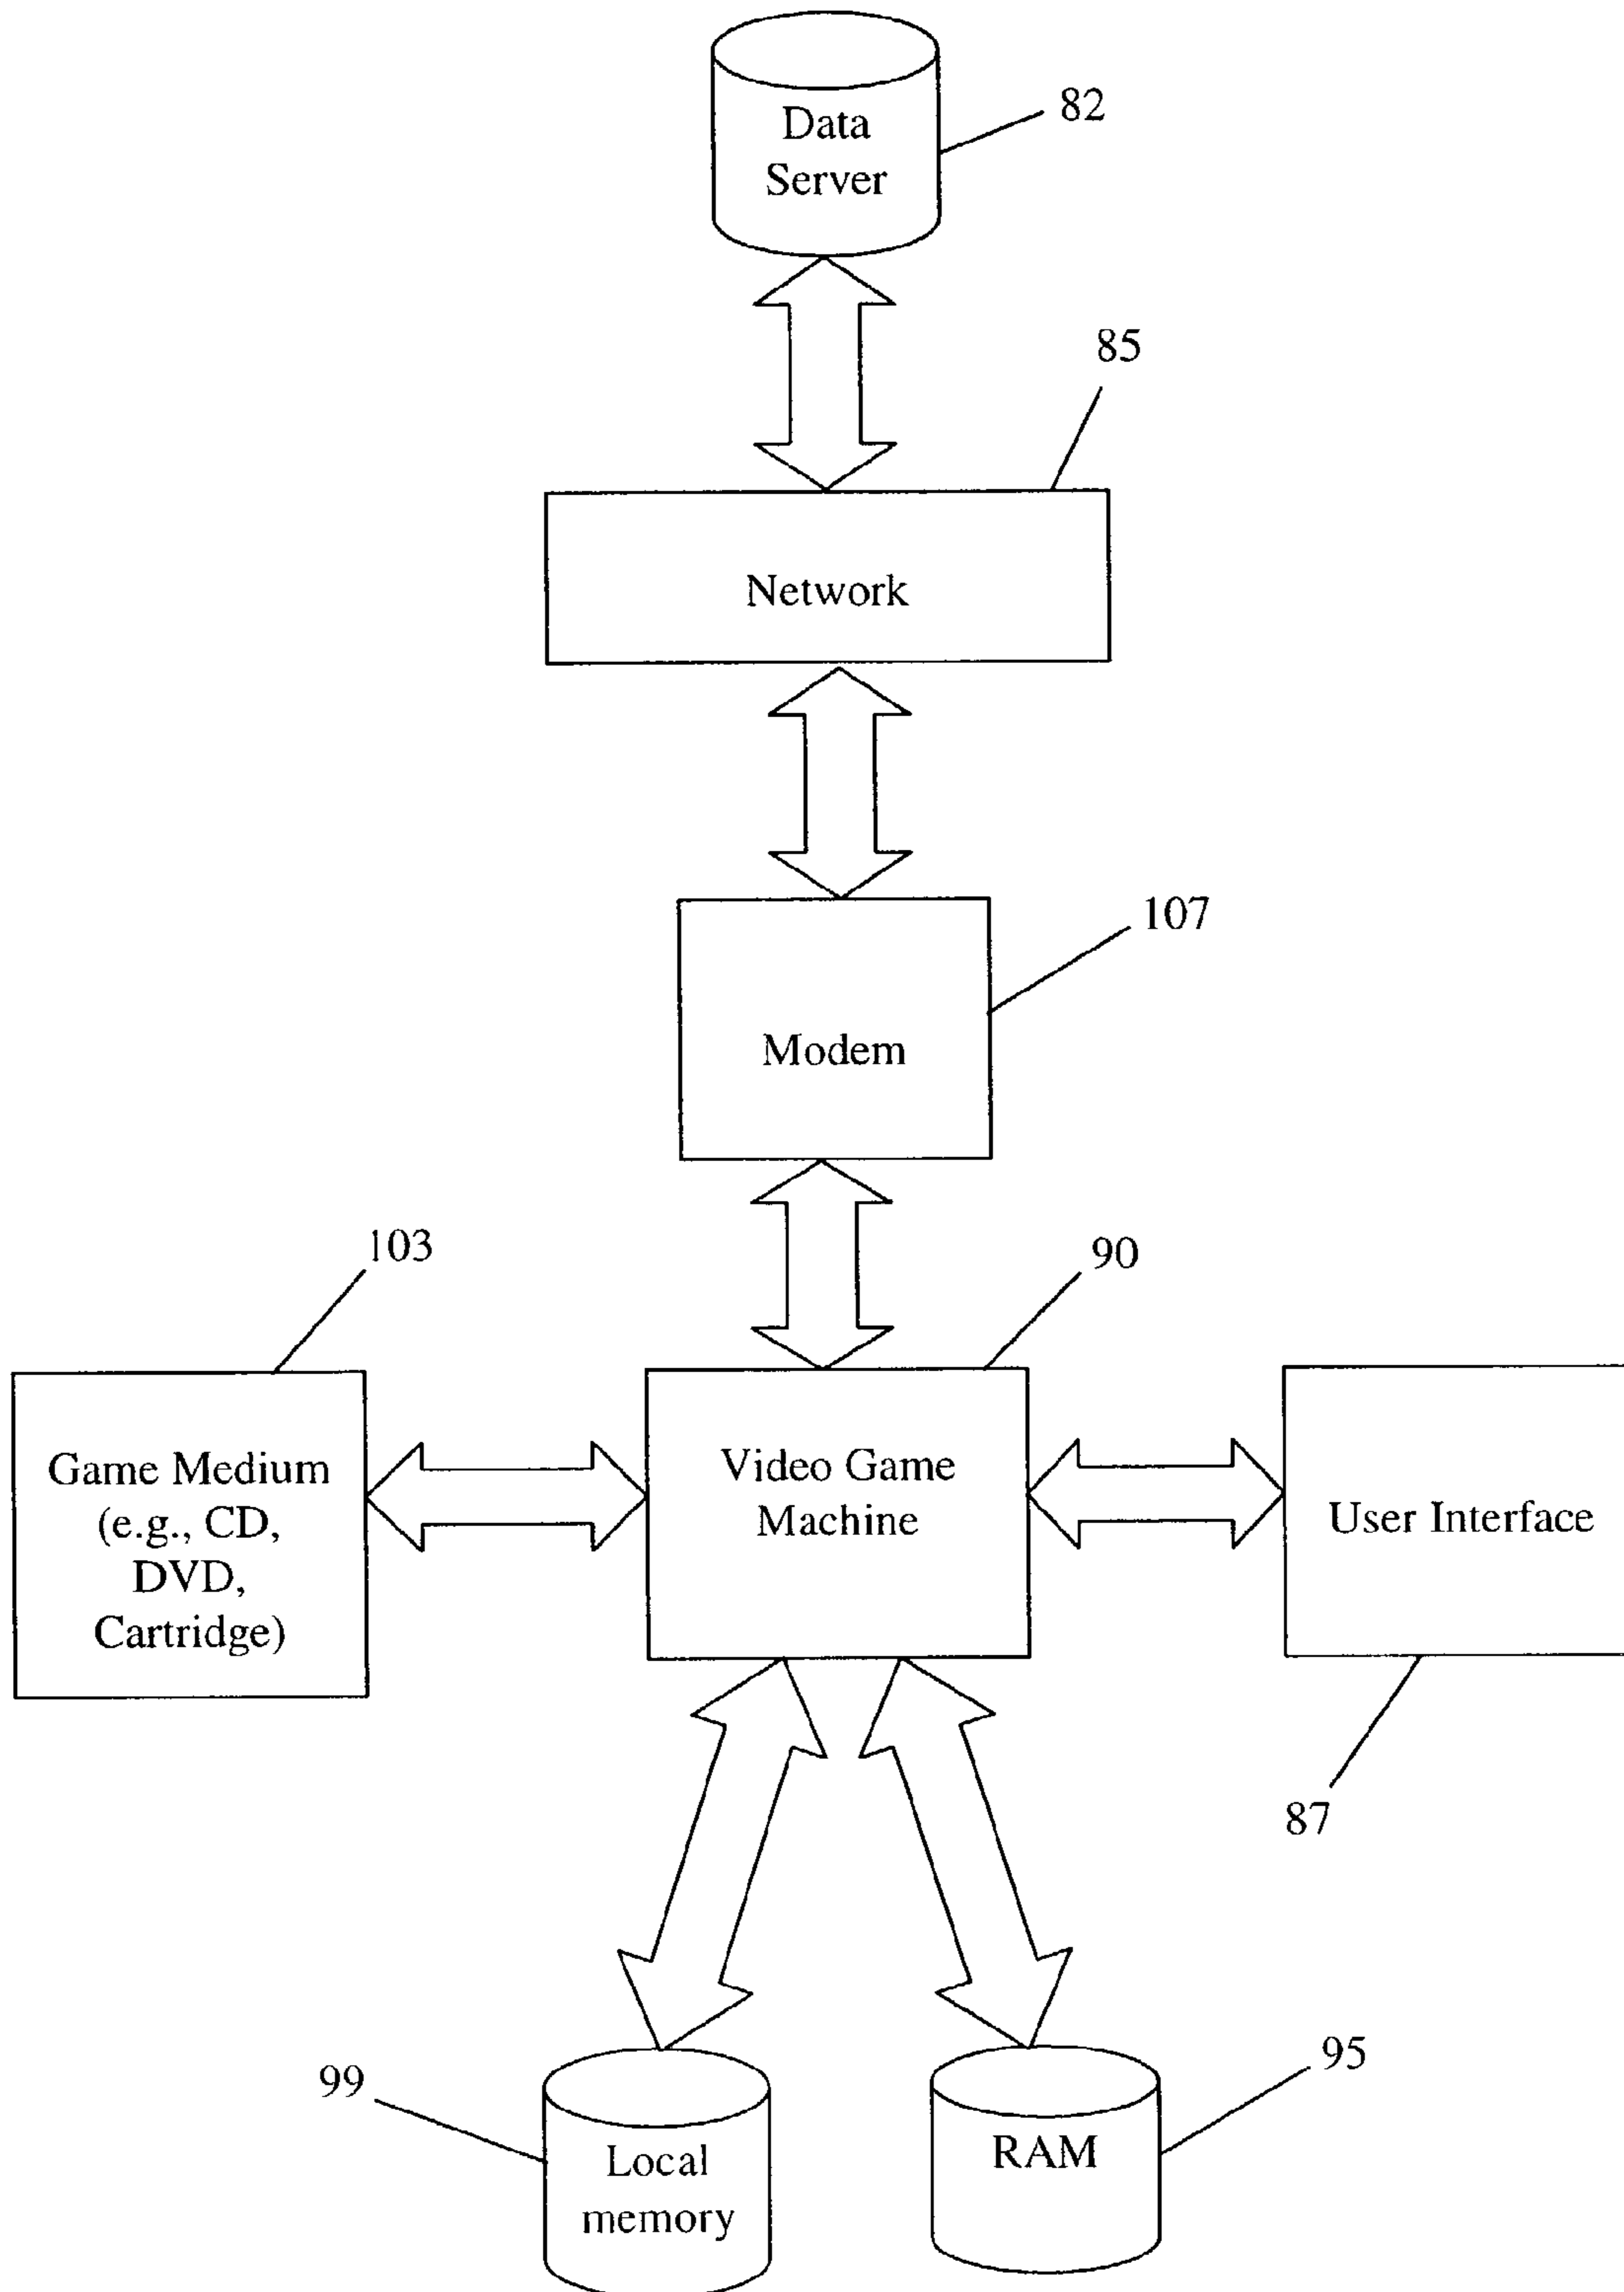 Data
Server
82
85
Network
107
Modem
103
90
Game Medium
(e.g., CD,
DVD,
Cartridge)
Video Game
Machine
User Interface
87
99
Local
memory
95
RAM